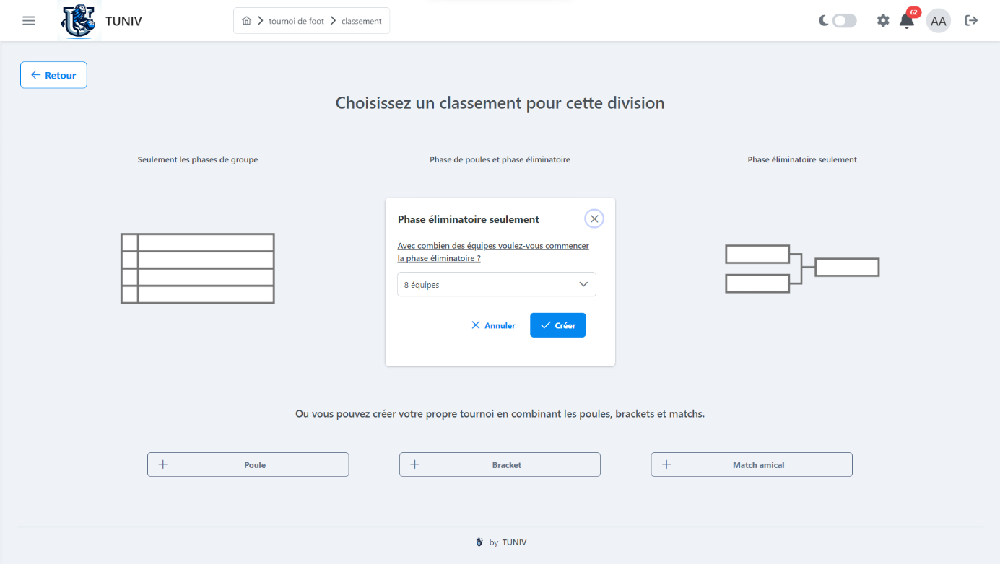 TUNIV
tournoi de foot
classement
62
AA
Retour
Choisissez un classement pour cette division
Seulement les phases de groupe
Phase de poules et phase éliminatoire
Phase éliminatoire seulement
Phase éliminatoire seulement
Avec combien des équipes voulez-vous commencer
la phase éliminatoire ?
8 équipes
Annuler
Créer
Ou vous pouvez créer votre propre tournoi en combinant les poules, brackets et matchs.
Poule
Bracket
Match amical
by TUNIV